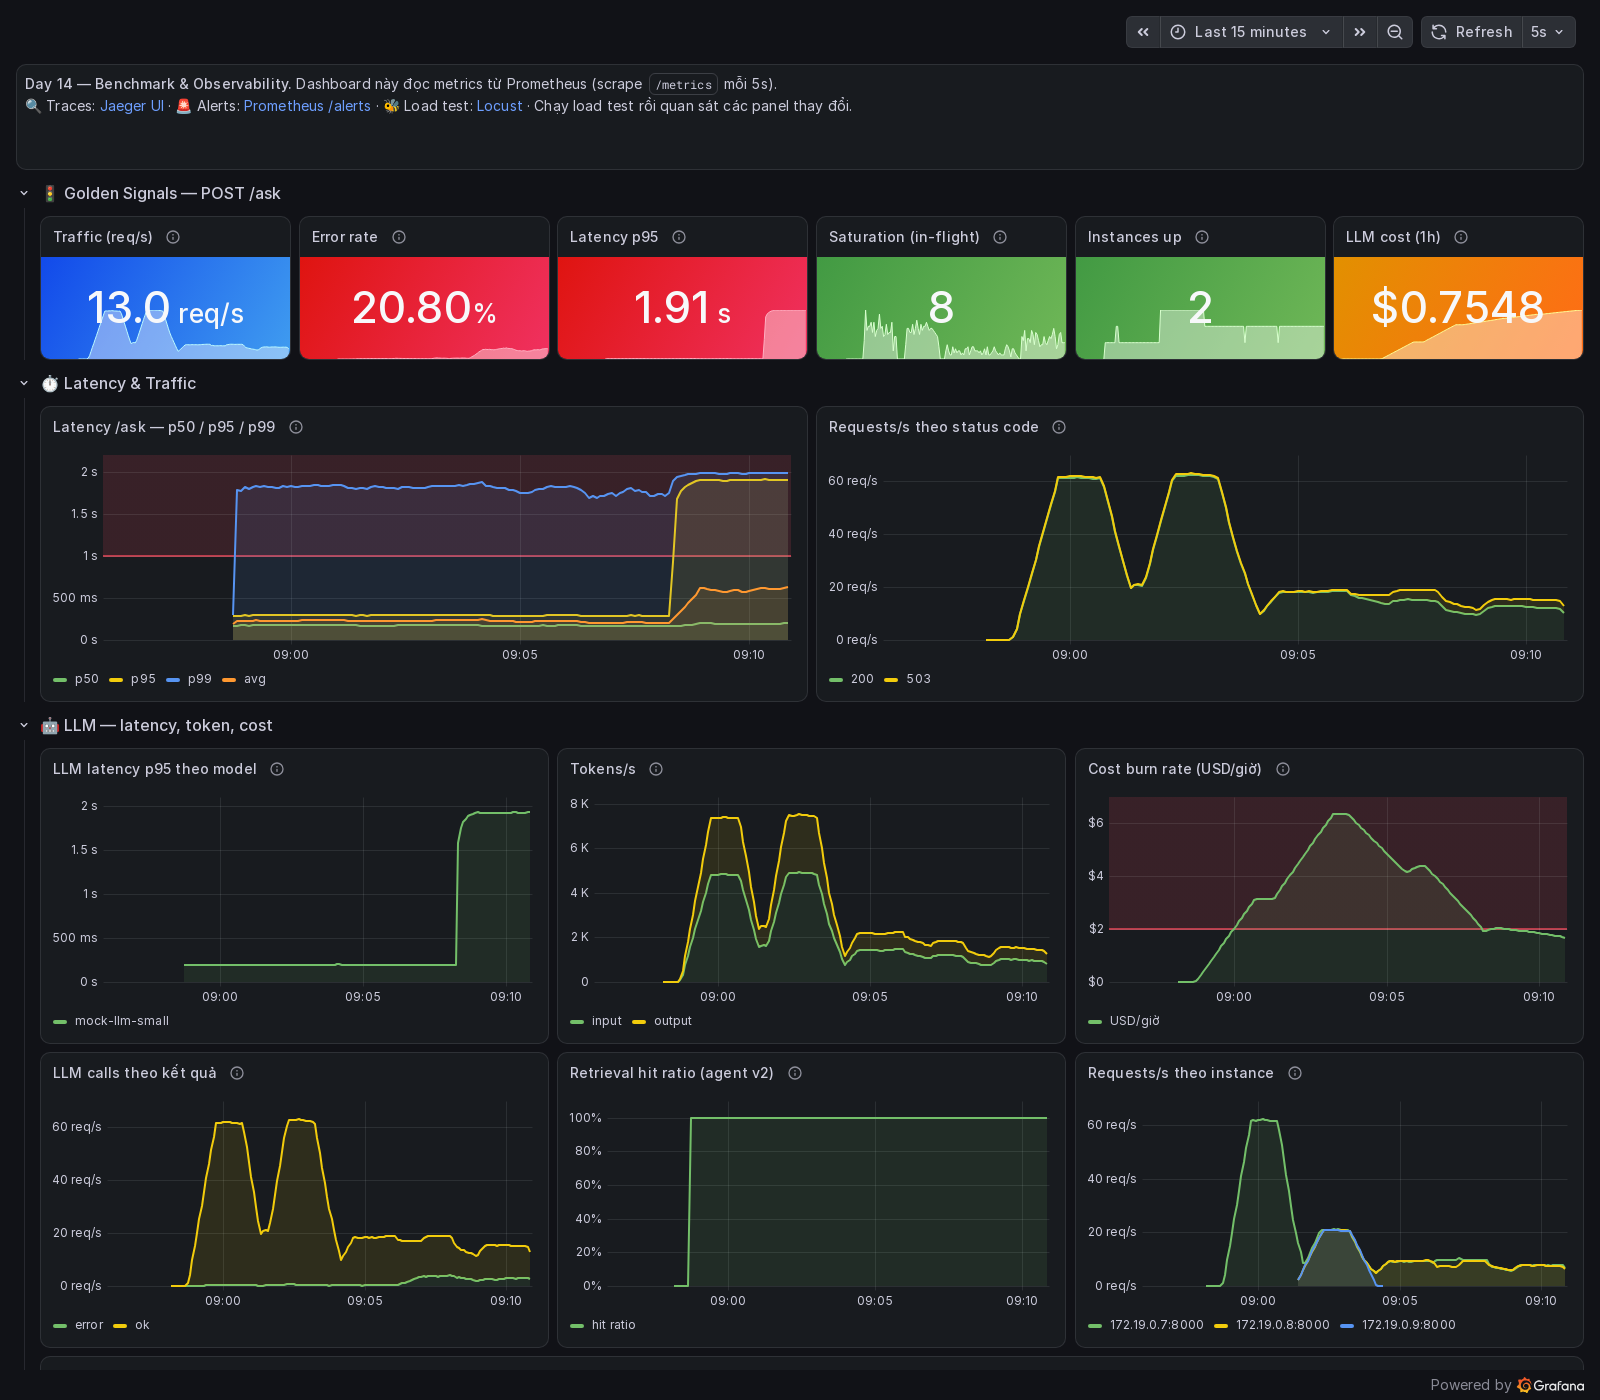 Last 15 minutes
Refresh
5s
Day 14 — Benchmark & Observability. Dashboard này đọc metrics từ Prometheus (scrape /metrics mỗi 5s).
🔍 Traces: Jaeger UI · 🚨 Alerts: Prometheus /alerts · 🐝 Load test: Locust · Chạy load test rồi quan sát các panel thay đổi.
🚦 Golden Signals — POST /ask
Traffic (req/s)
13.0 req/s
Error rate
20.80%
Latency p95
1.91 s
Saturation (in-flight)
8
Instances up
2
LLM cost (1h)
$0.7548
⏱️ Latency & Traffic
Latency /ask — p50 / p95 / p99
2 s
1.5 s
1 s
500 ms
0 s
09:00 09:05 09:10
p50 p95 p99 avg
Requests/s theo status code
60 req/s
40 req/s
20 req/s
0 req/s
09:00 09:05 09:10
200 503
🤖 LLM — latency, token, cost
LLM latency p95 theo model
2 s
1.5 s
1 s
500 ms
0 s
09:00 09:05 09:10
mock-llm-small
Tokens/s
8 K
6 K
4 K
2 K
0
09:00 09:05 09:10
input output
Cost burn rate (USD/giờ)
$6
$4
$2
$0
09:00 09:05 09:10
USD/giờ
LLM calls theo kết quả
60 req/s
40 req/s
20 req/s
0 req/s
09:00 09:05 09:10
error ok
Retrieval hit ratio (agent v2)
100%
80%
60%
40%
20%
0%
09:00 09:05 09:10
hit ratio
Requests/s theo instance
60 req/s
40 req/s
20 req/s
0 req/s
09:00 09:05 09:10
172.19.0.7:8000 172.19.0.8:8000 172.19.0.9:8000
Powered by Grafana